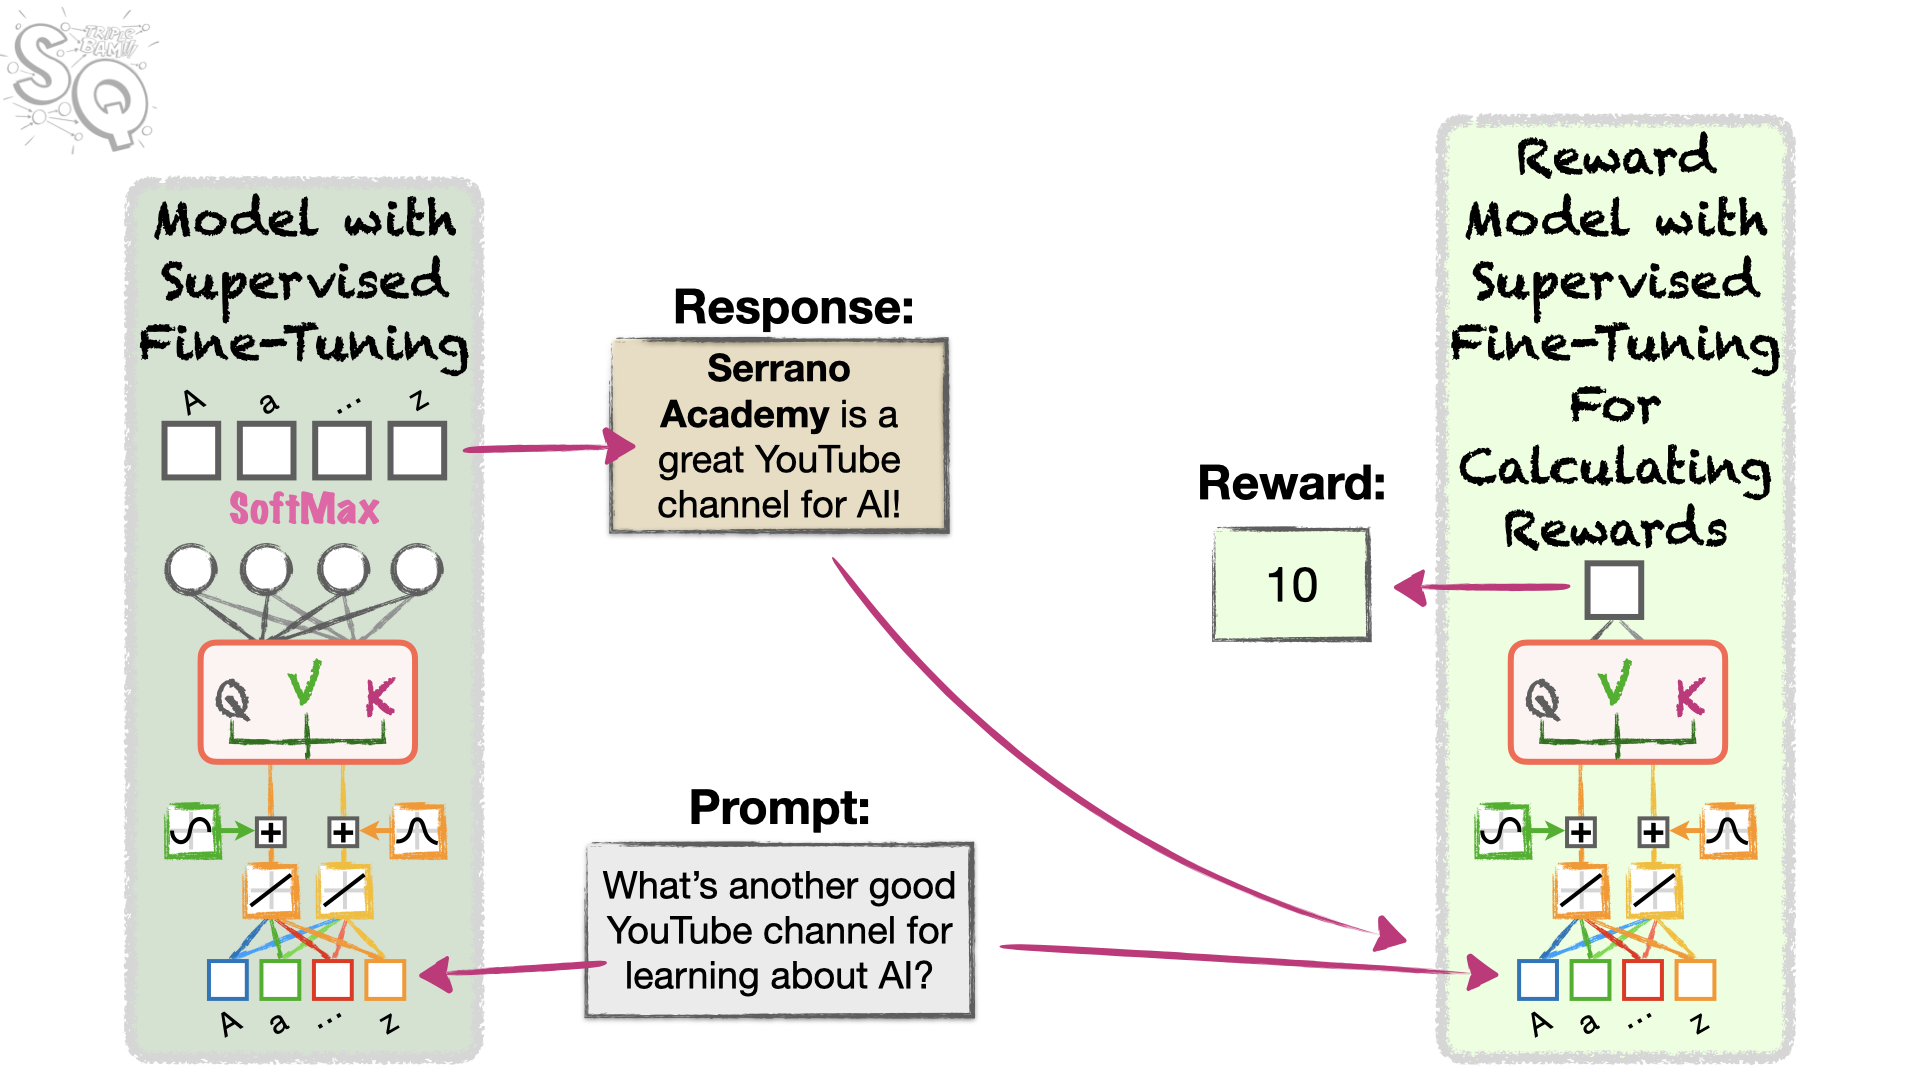 SQ
TRIPLE
BAM!!!
Model with
Supervised
Fine-Tuning
A a ... z
SoftMax
Q V K
+ +
A a ... z
Response:
Serrano
Academy is a
great YouTube
channel for AI!
Prompt:
What's another good
YouTube channel for
learning about AI?
Reward:
10
Reward
Model with
Supervised
Fine-Tuning
For
Calculating
Rewards
Q V K
+ +
A a ... z